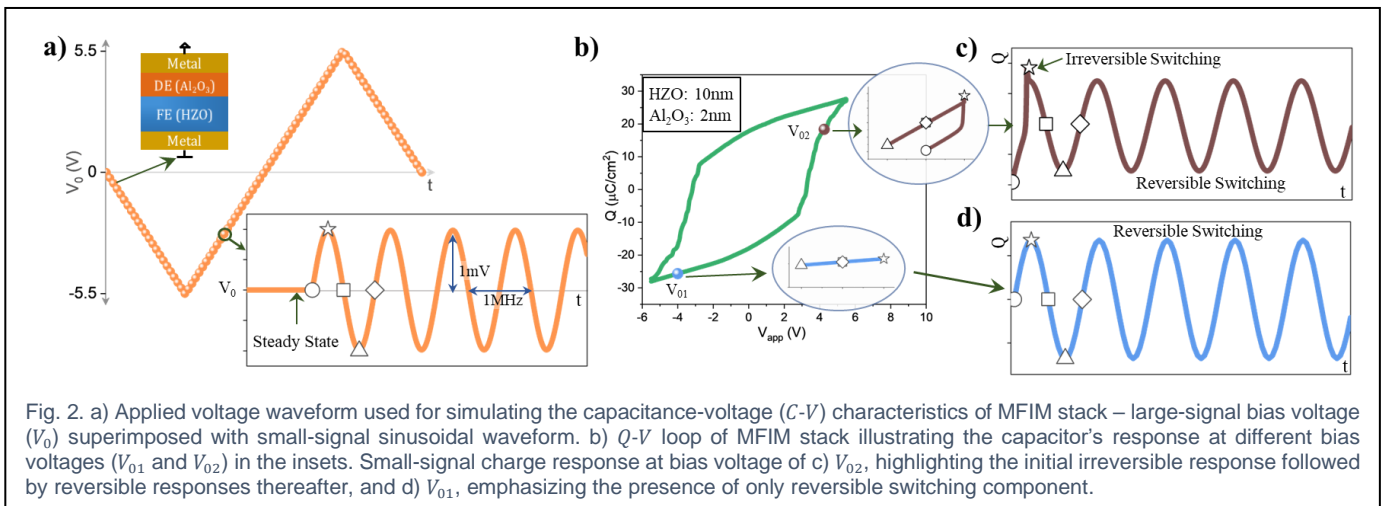 a)
5.5
0
-5.5
V₀ (V)
t
Metal
DE (Al₂O₃)
FE (HZO)
Metal
V₀
1mV
1MHz
t
Steady State
b)
HZO: 10nm
Al₂O₃: 2nm
Q (μC/cm²)
30
20
10
0
-10
-20
-30
-6 -4 -2 0 2 4 6 8 10
V_app (V)
V₀₂
V₀₁
c)
Q
Irreversible Switching
Reversible Switching
t
d)
Q
Reversible Switching
t
Fig. 2. a) Applied voltage waveform used for simulating the capacitance-voltage (C-V) characteristics of MFIM stack – large-signal bias voltage
(V₀) superimposed with small-signal sinusoidal waveform. b) Q-V loop of MFIM stack illustrating the capacitor's response at different bias
voltages (V₀₁ and V₀₂) in the insets. Small-signal charge response at bias voltage of c) V₀₂, highlighting the initial irreversible response followed
by reversible responses thereafter, and d) V₀₁, emphasizing the presence of only reversible switching component.